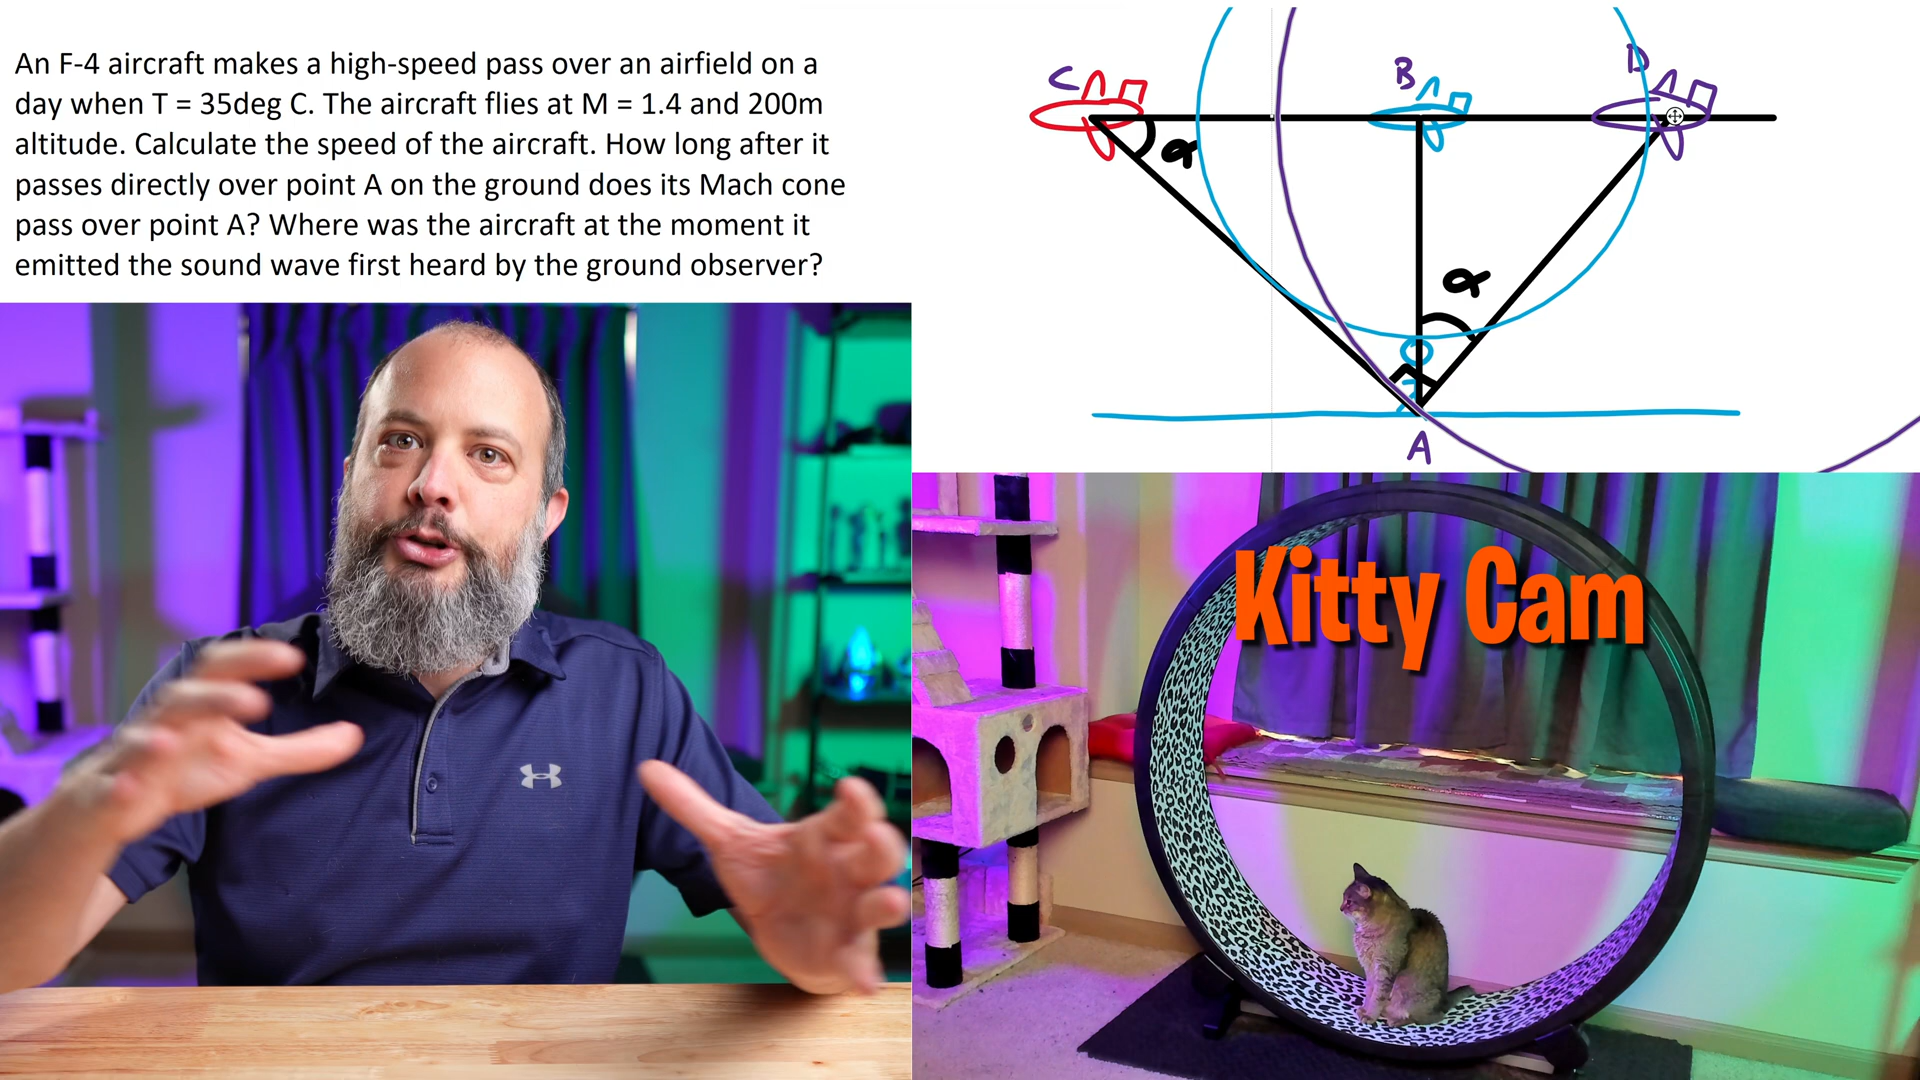 An F-4 aircraft makes a high-speed pass over an airfield on a
day when T = 35deg C. The aircraft flies at M = 1.4 and 200m
altitude. Calculate the speed of the aircraft. How long after it
passes directly over point A on the ground does its Mach cone
pass over point A? Where was the aircraft at the moment it
emitted the sound wave first heard by the ground observer?
C
B
D
α
α
A
Kitty Cam